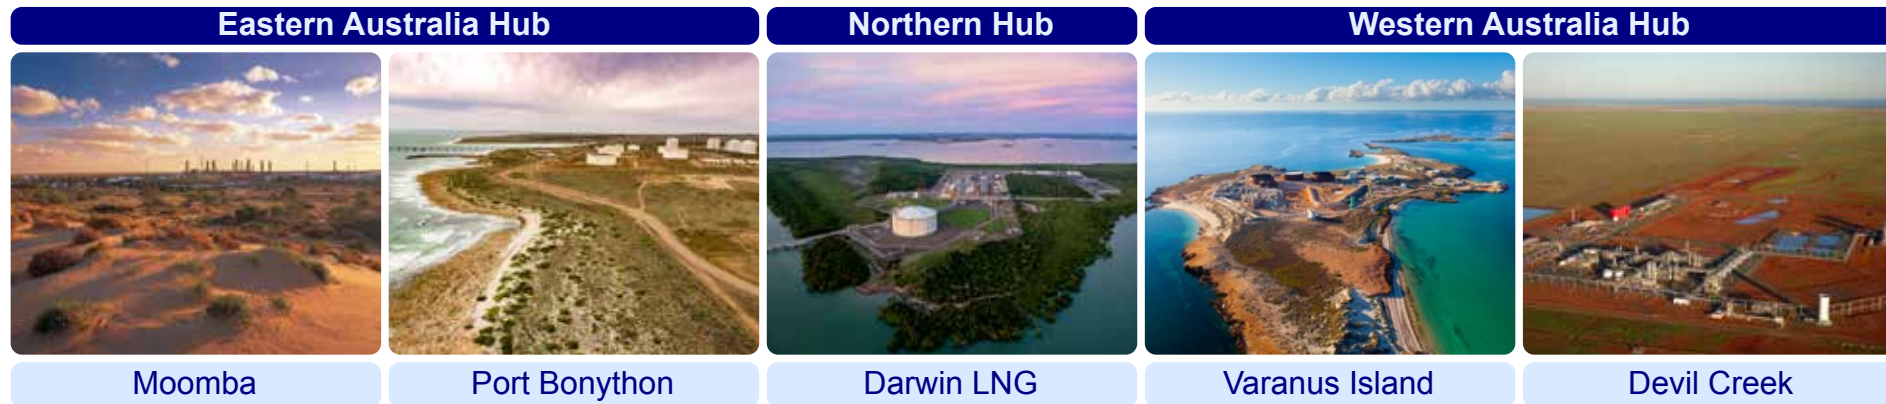 Eastern Australia Hub
Northern Hub
Western Australia Hub
Moomba
Port Bonython
Darwin LNG
Varanus Island
Devil Creek